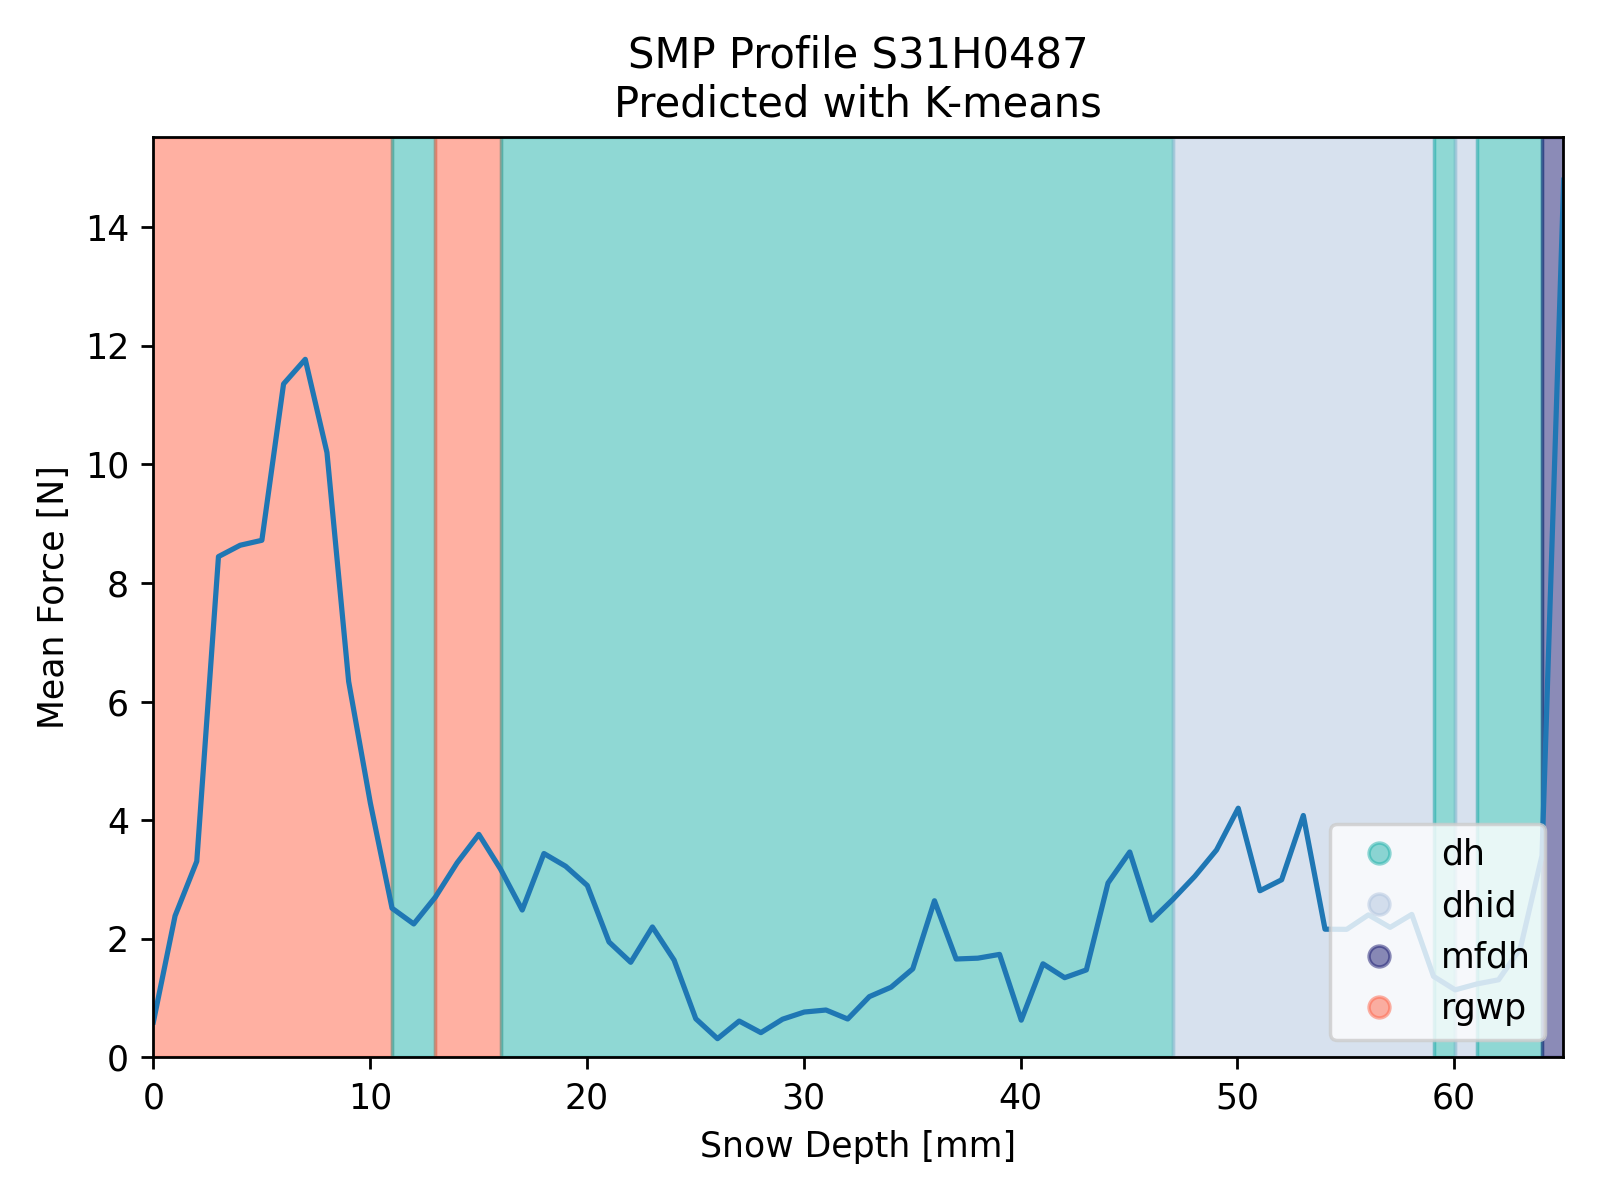 SMP Profile S31H0487
Predicted with K-means
14
12
10
8
6
4
2
0
Mean Force [N]
dh
dhid
mfdh
rgwp
0 10 20 30 40 50 60
Snow Depth [mm]